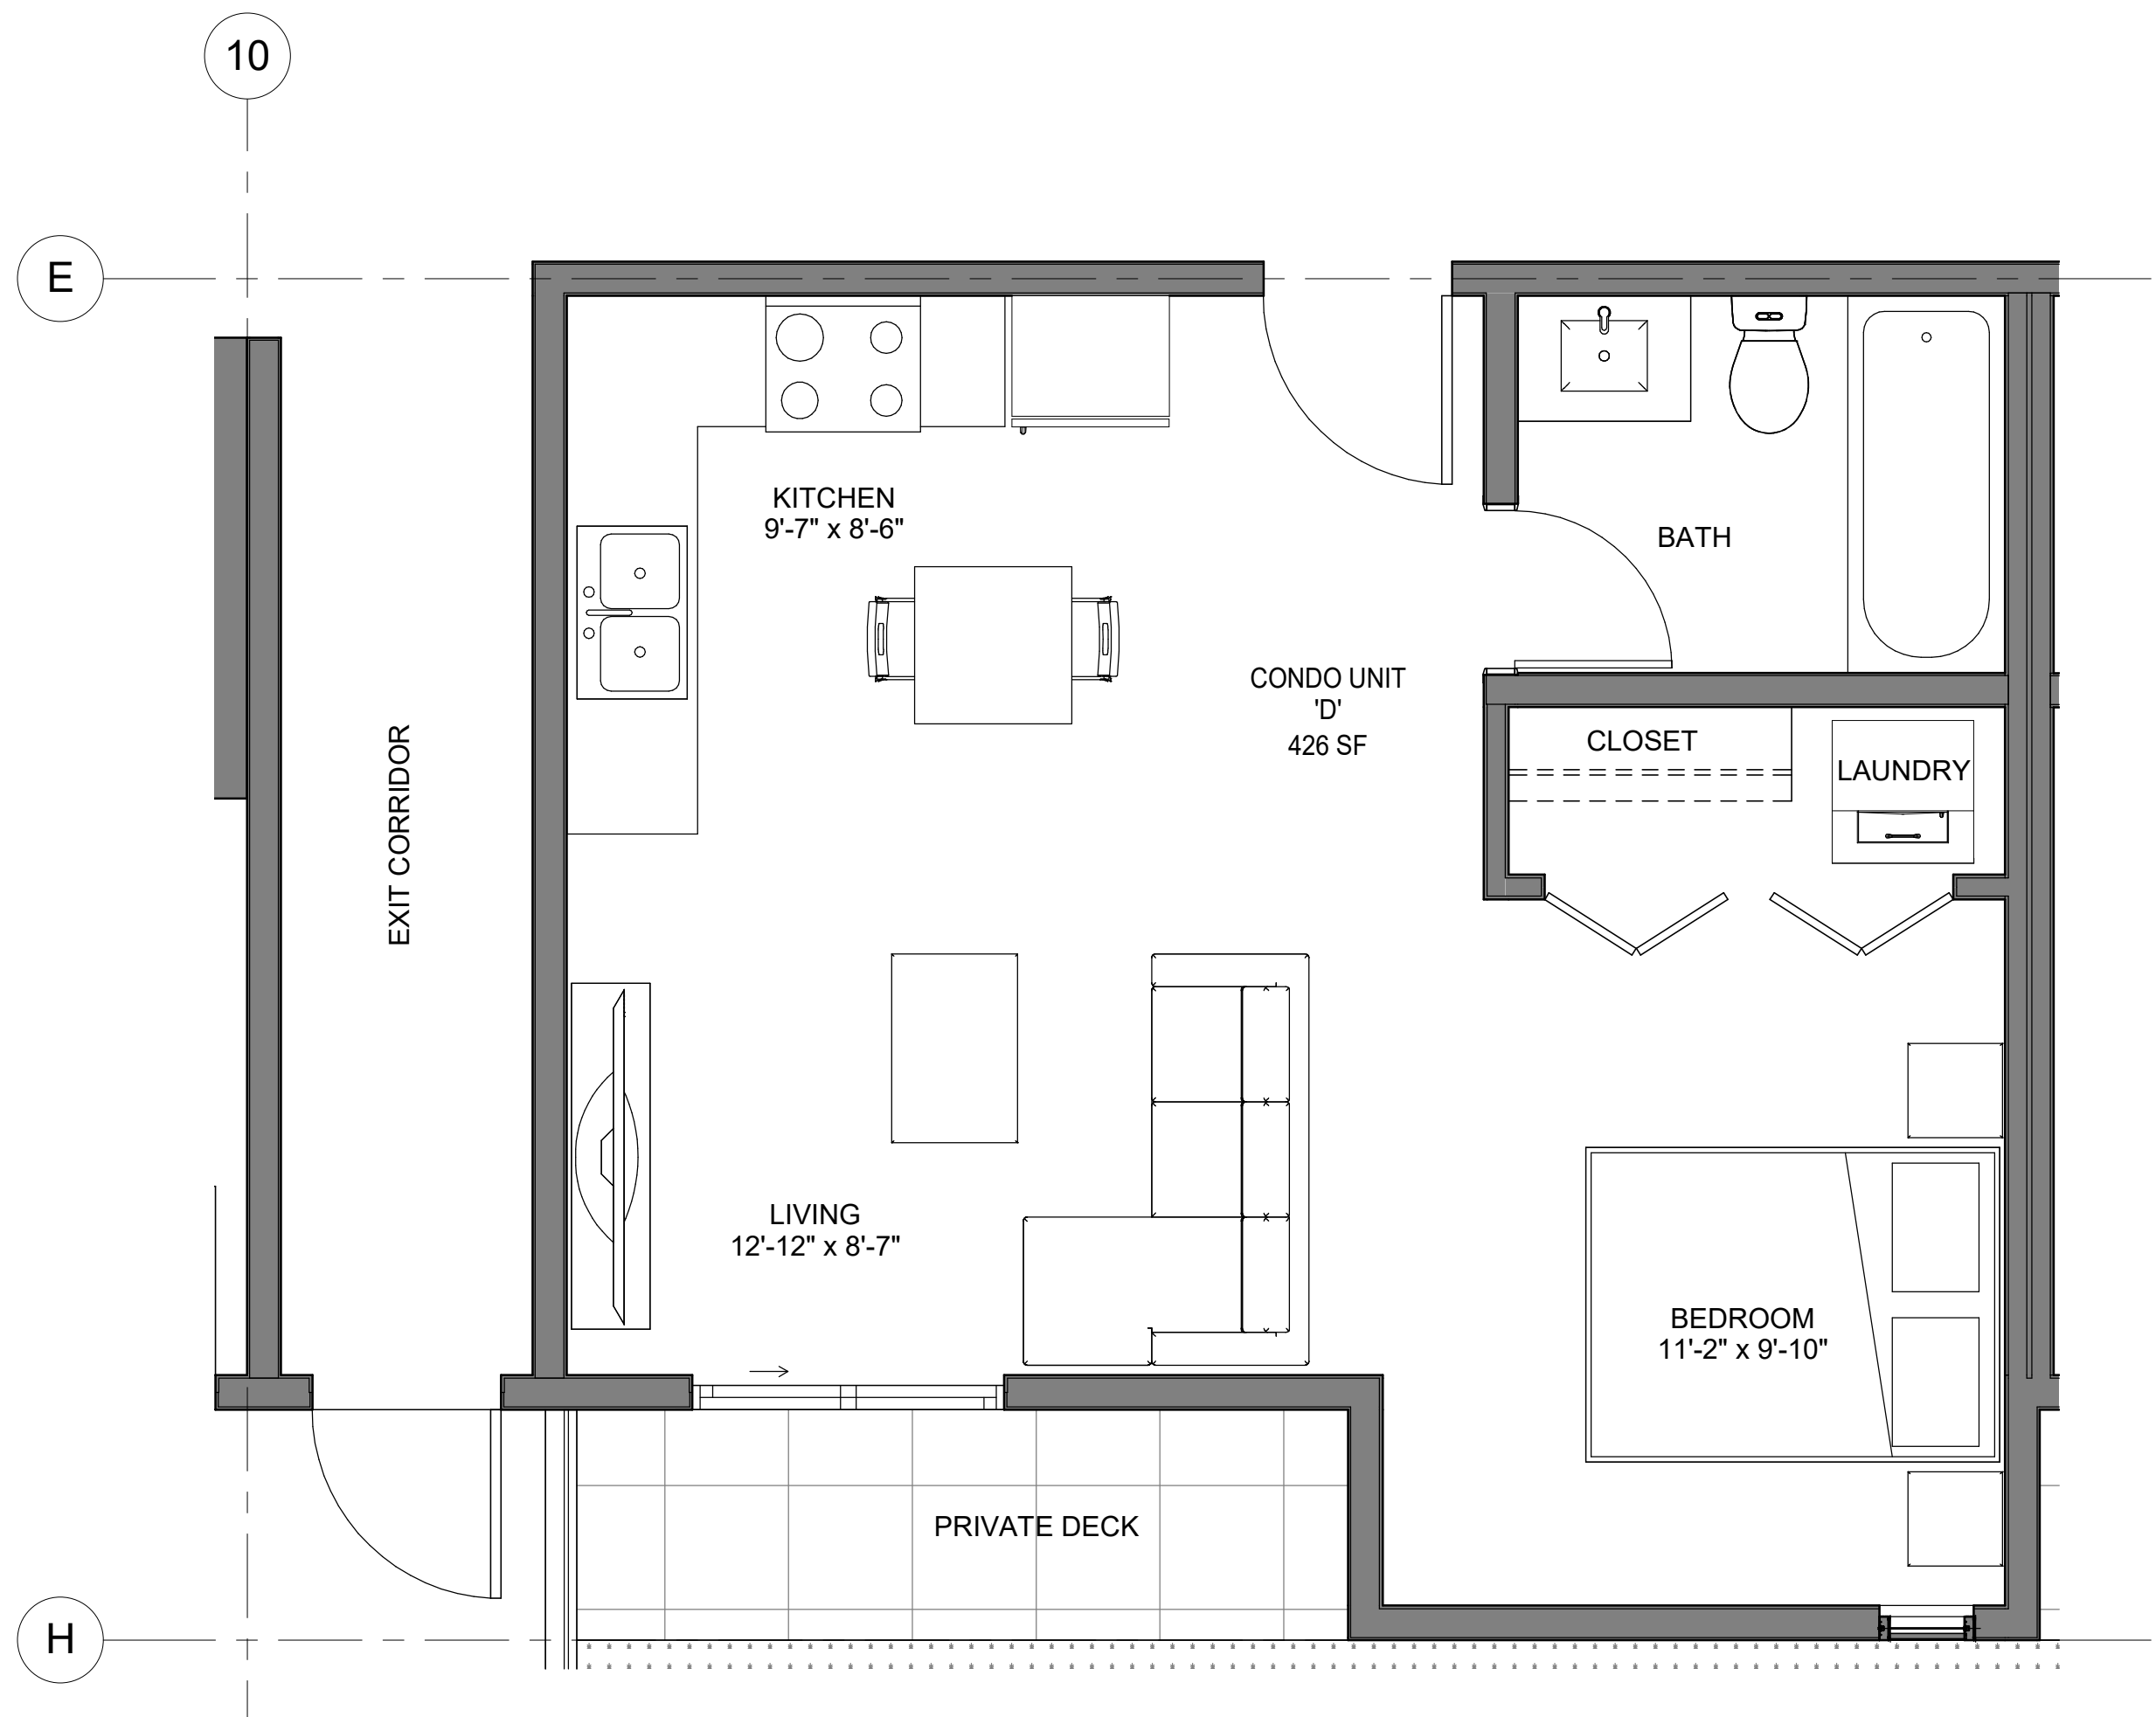 10
E
KITCHEN
9'-7" x 8'-6"
BATH
CONDO UNIT
'D'
426 SF
CLOSET
LAUNDRY
EXIT CORRIDOR
LIVING
12'-12" x 8'-7"
BEDROOM
11'-2" x 9'-10"
PRIVATE DECK
H